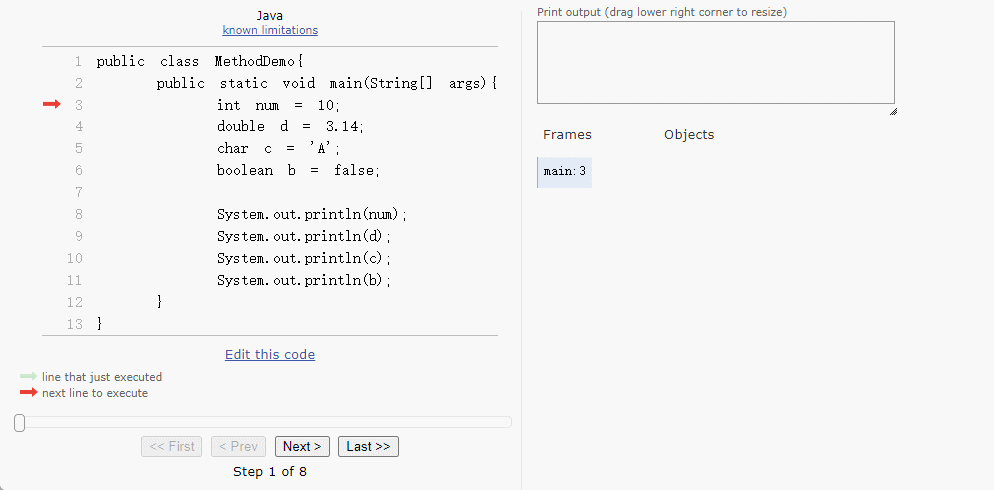 Java
known limitations
1 public class MethodDemo{
2 public static void main(String[] args){
3 int num = 10;
4 double d = 3.14;
5 char c = 'A';
6 boolean b = false;
7
8 System.out.println(num);
9 System.out.println(d);
10 System.out.println(c);
11 System.out.println(b);
12 }
13 }
Edit this code
line that just executed
next line to execute
<< First < Prev Next > Last >>
Step 1 of 8
Print output (drag lower right corner to resize)
Frames Objects
main:3